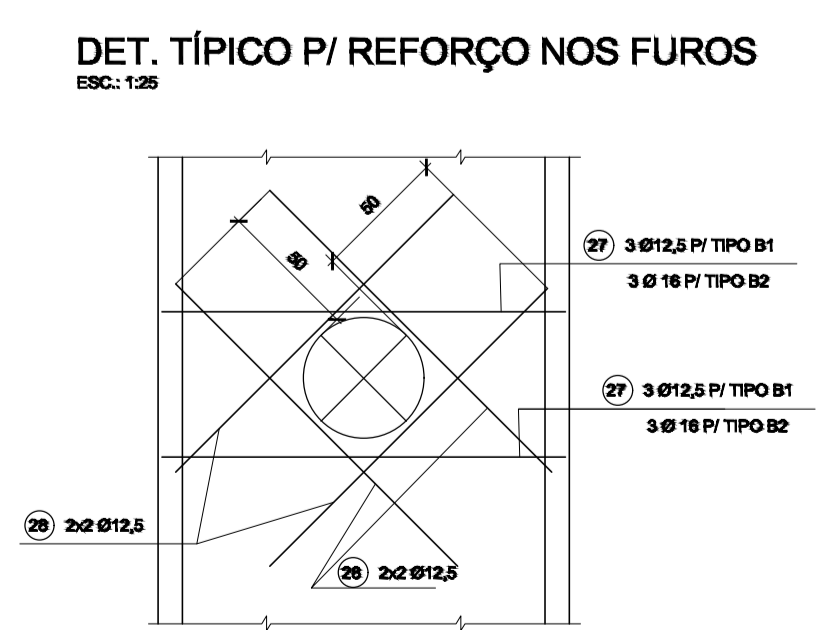 DET. TÍPICO P/ REFORÇO NOS FUROS
ESC.: 1:25
50
50
27 3 Ø12,5 P/ TIPO B1
3 Ø 16 P/ TIPO B2
27 3 Ø12,5 P/ TIPO B1
3 Ø 16 P/ TIPO B2
28 2x2 Ø12,5
28 2x2 Ø12,5